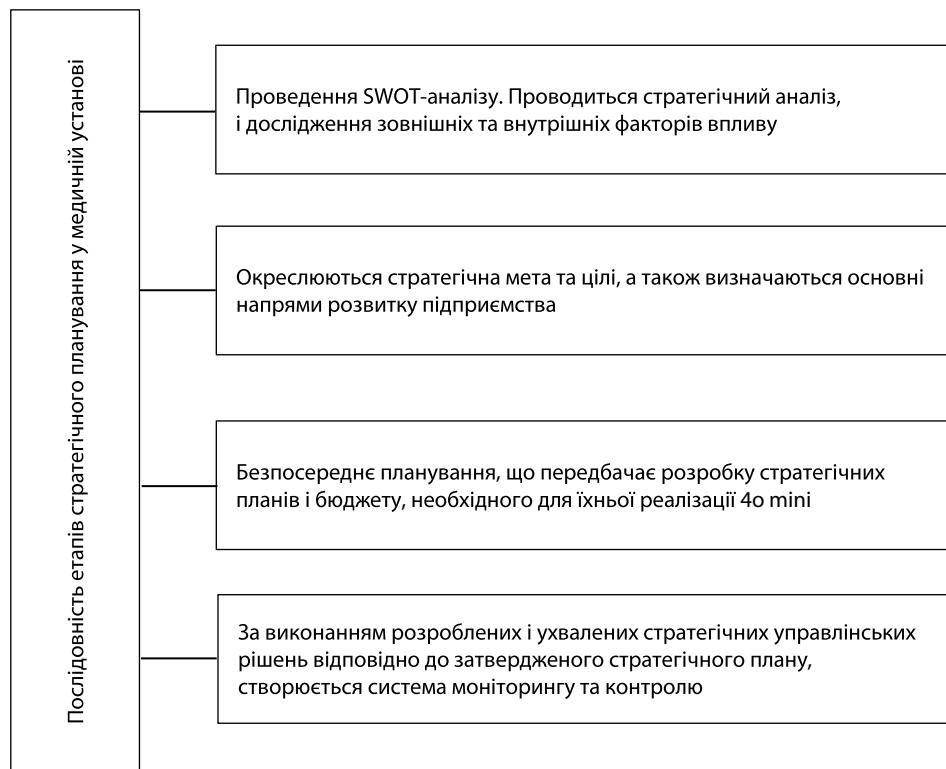 Послідовність етапів стратегічного планування у медичній установі
Проведення SWOT-аналізу. Проводиться стратегічний аналіз,
і дослідження зовнішніх та внутрішніх факторів впливу
Окреслюються стратегічна мета та цілі, а також визначаються основні
напрями розвитку підприємства
Безпосереднє планування, що передбачає розробку стратегічних
планів і бюджету, необхідного для їхньої реалізації 4о mini
За виконанням розроблених і ухвалених стратегічних управлінських
рішень відповідно до затвердженого стратегічного плану,
створюється система моніторингу та контролю